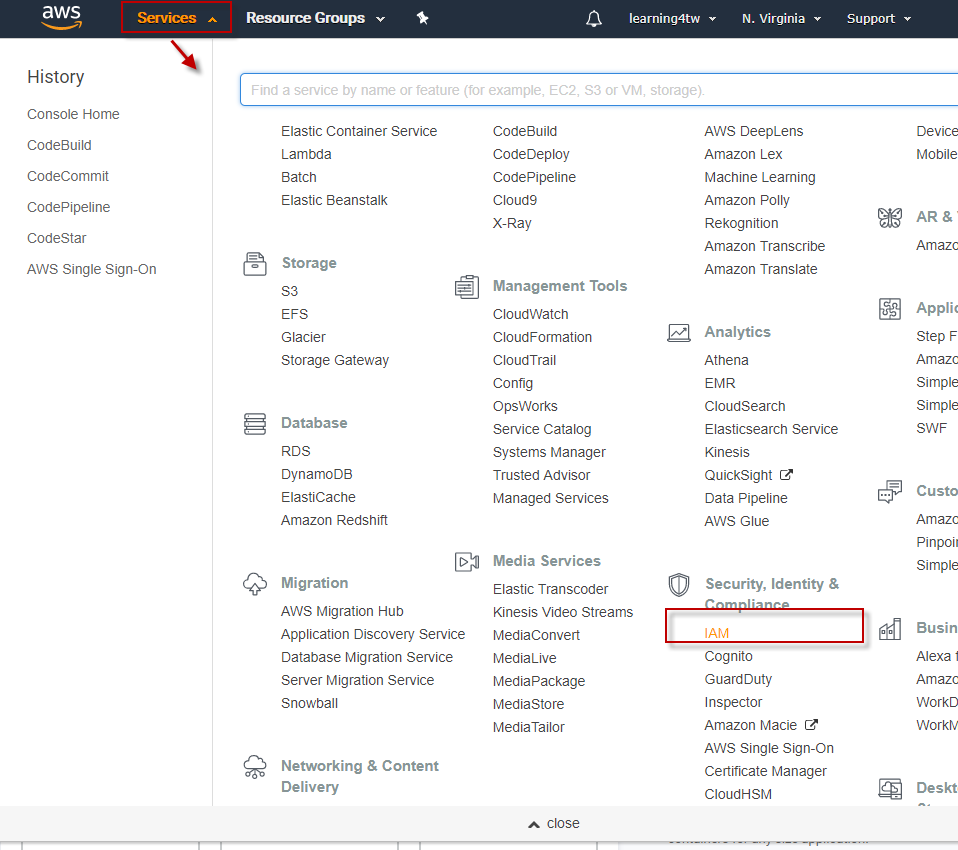 aws
Services
Resource Groups
learning4tw
N. Virginia
Support
History
Console Home
CodeBuild
CodeCommit
CodePipeline
CodeStar
AWS Single Sign-On
Find a service by name or feature (for example, EC2, S3 or VM, storage).
Elastic Container Service
Lambda
Batch
Elastic Beanstalk
Storage
S3
EFS
Glacier
Storage Gateway
Database
RDS
DynamoDB
ElastiCache
Amazon Redshift
Migration
AWS Migration Hub
Application Discovery Service
Database Migration Service
Server Migration Service
Snowball
Networking & Content
Delivery
CodeBuild
CodeDeploy
CodePipeline
Cloud9
X-Ray
Management Tools
CloudWatch
CloudFormation
CloudTrail
Config
OpsWorks
Service Catalog
Systems Manager
Trusted Advisor
Managed Services
Media Services
Elastic Transcoder
Kinesis Video Streams
MediaConvert
MediaLive
MediaPackage
MediaStore
MediaTailor
AWS DeepLens
Amazon Lex
Machine Learning
Amazon Polly
Rekognition
Amazon Transcribe
Amazon Translate
Analytics
Athena
EMR
CloudSearch
Elasticsearch Service
Kinesis
QuickSight
Data Pipeline
AWS Glue
Security, Identity &
Compliance
IAM
Cognito
GuardDuty
Inspector
Amazon Macie
AWS Single Sign-On
Certificate Manager
CloudHSM
Device
Mobile
AR &
Amazo
Applic
Step F
Amazo
Simple
Simple
SWF
Custo
Amazo
Pinpoi
Simple
Busin
Alexa f
Amazo
WorkD
WorkM
Deskt
close